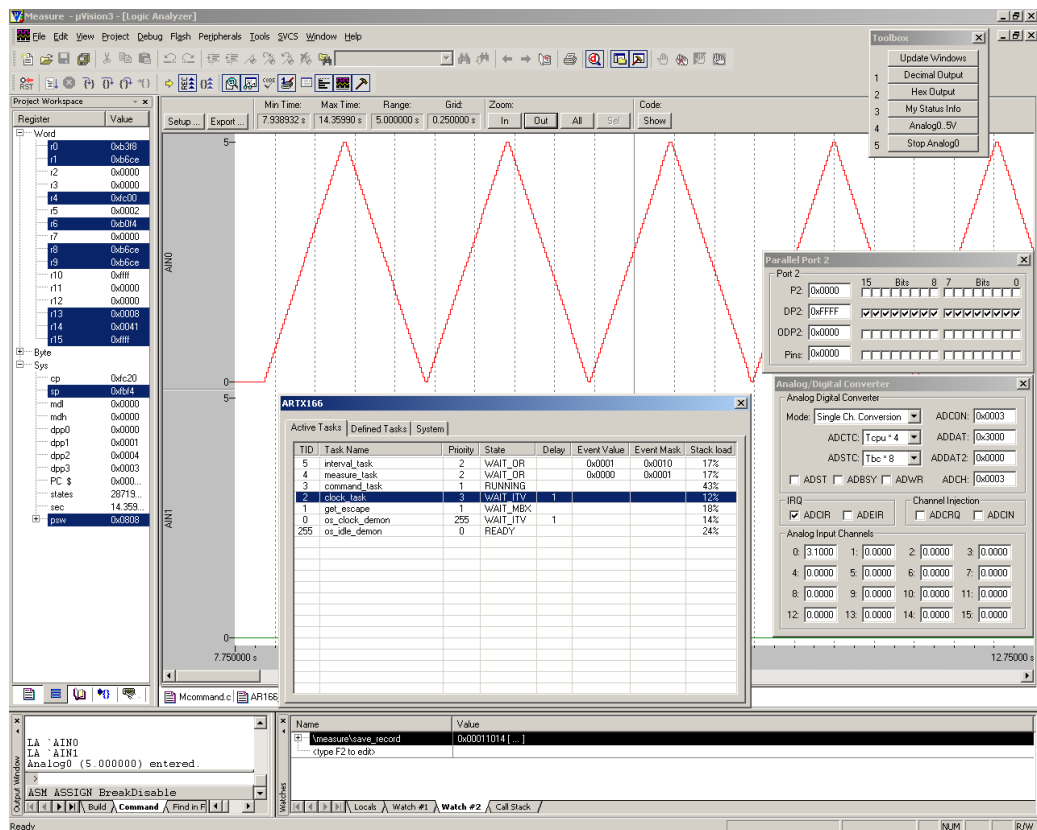 Measure - µVision3 - [Logic Analyzer]
File Edit View Project Debug Flash Peripherals Tools SVCS Window Help
Toolbox
Update Windows
1 Decimal Output
2 Hex Output
3 My Status Info
4 Analog0..5V
5 Stop Analog0
Project Workspace
Register Value
Word
r0 0xb3f8
r1 0xb6ce
r2 0x0000
r3 0x0000
r4 0xfc00
r5 0x0002
r6 0xb0f4
r7 0x0000
r8 0xb6ce
r9 0xb6ce
r10 0xffff
r11 0x0000
r12 0x0000
r13 0x0008
r14 0x0041
r15 0xffff
Byte
Sys
cp 0xfc20
sp 0xfbf4
mdl 0x0000
mdh 0x0000
dpp0 0x0000
dpp1 0x0001
dpp2 0x0004
dpp3 0x0003
PC $ 0x000...
states 28719...
sec 14.359...
psw 0x0808
Min Time: Max Time: Range: Grid: Zoom: Code:
Setup ... Export ... 7.938932 s 14.35990 s 5.000000 s 0.250000 s In Out All Sel Show
5
AIN0
0
5
AIN1
0
7.750000 s 12.75000 s
Parallel Port 2
Port 2
15 Bits 8 7 Bits 0
P2: 0x0000
DP2: 0xFFFF
ODP2: 0x0000
Pins: 0x0000
Analog/Digital Converter
Analog Digital Converter
Mode: Single Ch. Conversion ADCON: 0x0003
ADCTC: Tcpu * 4 ADDAT: 0x3000
ADSTC: Tbc * 8 ADDAT2: 0x0000
ADST ADBSY ADWR ADCH: 0x0003
IRQ Channel Injection
ADCIR ADEIR ADCRQ ADCIN
Analog Input Channels
0: 3.1000 1: 0.0000 2: 0.0000 3: 0.0000
4: 0.0000 5: 0.0000 6: 0.0000 7: 0.0000
8: 0.0000 9: 0.0000 10: 0.0000 11: 0.0000
12: 0.0000 13: 0.0000 14: 0.0000 15: 0.0000
ARTX166
Active Tasks Defined Tasks System
TID Task Name Priority State Delay Event Value Event Mask Stack load
5 interval_task 2 WAIT_OR 0x0001 0x0010 17%
4 measure_task 2 WAIT_OR 0x0000 0x0001 17%
3 command_task 1 RUNNING 43%
2 clock_task 3 WAIT_ITV 1 12%
1 get_escape 1 WAIT_MBX 18%
0 os_clock_demon 255 WAIT_ITV 1 14%
255 os_idle_demon 0 READY 24%
Mcommand.c AR166
Output Window
LA `AIN0
LA `AIN1
Analog0 (5.000000) entered.
>
ASM ASSIGN BreakDisable
Build Command Find in F
Watches
Name Value
\measure\save_record 0x00011014 [ ... ]
<type F2 to edit>
Locals Watch #1 Watch #2 Call Stack
Ready NUM R/W